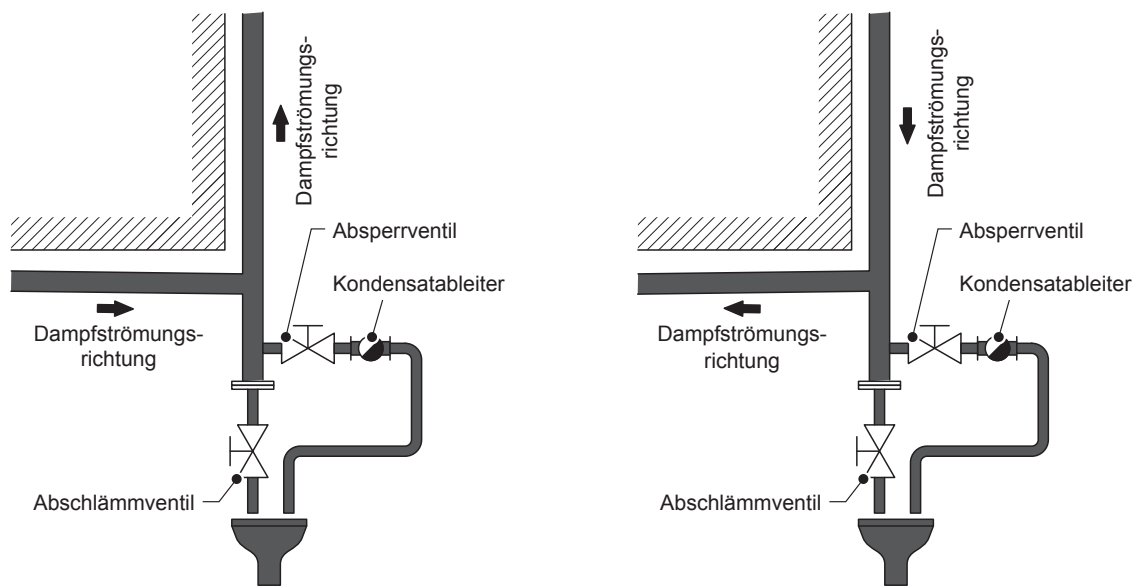 Dampfströmungs-
richtung
Absperrventil
Kondensatableiter
Dampfströmungs-
richtung
Abschlämmventil
Dampfströmungs-
richtung
Absperrventil
Kondensatableiter
Dampfströmungs-
richtung
Abschlämmventil